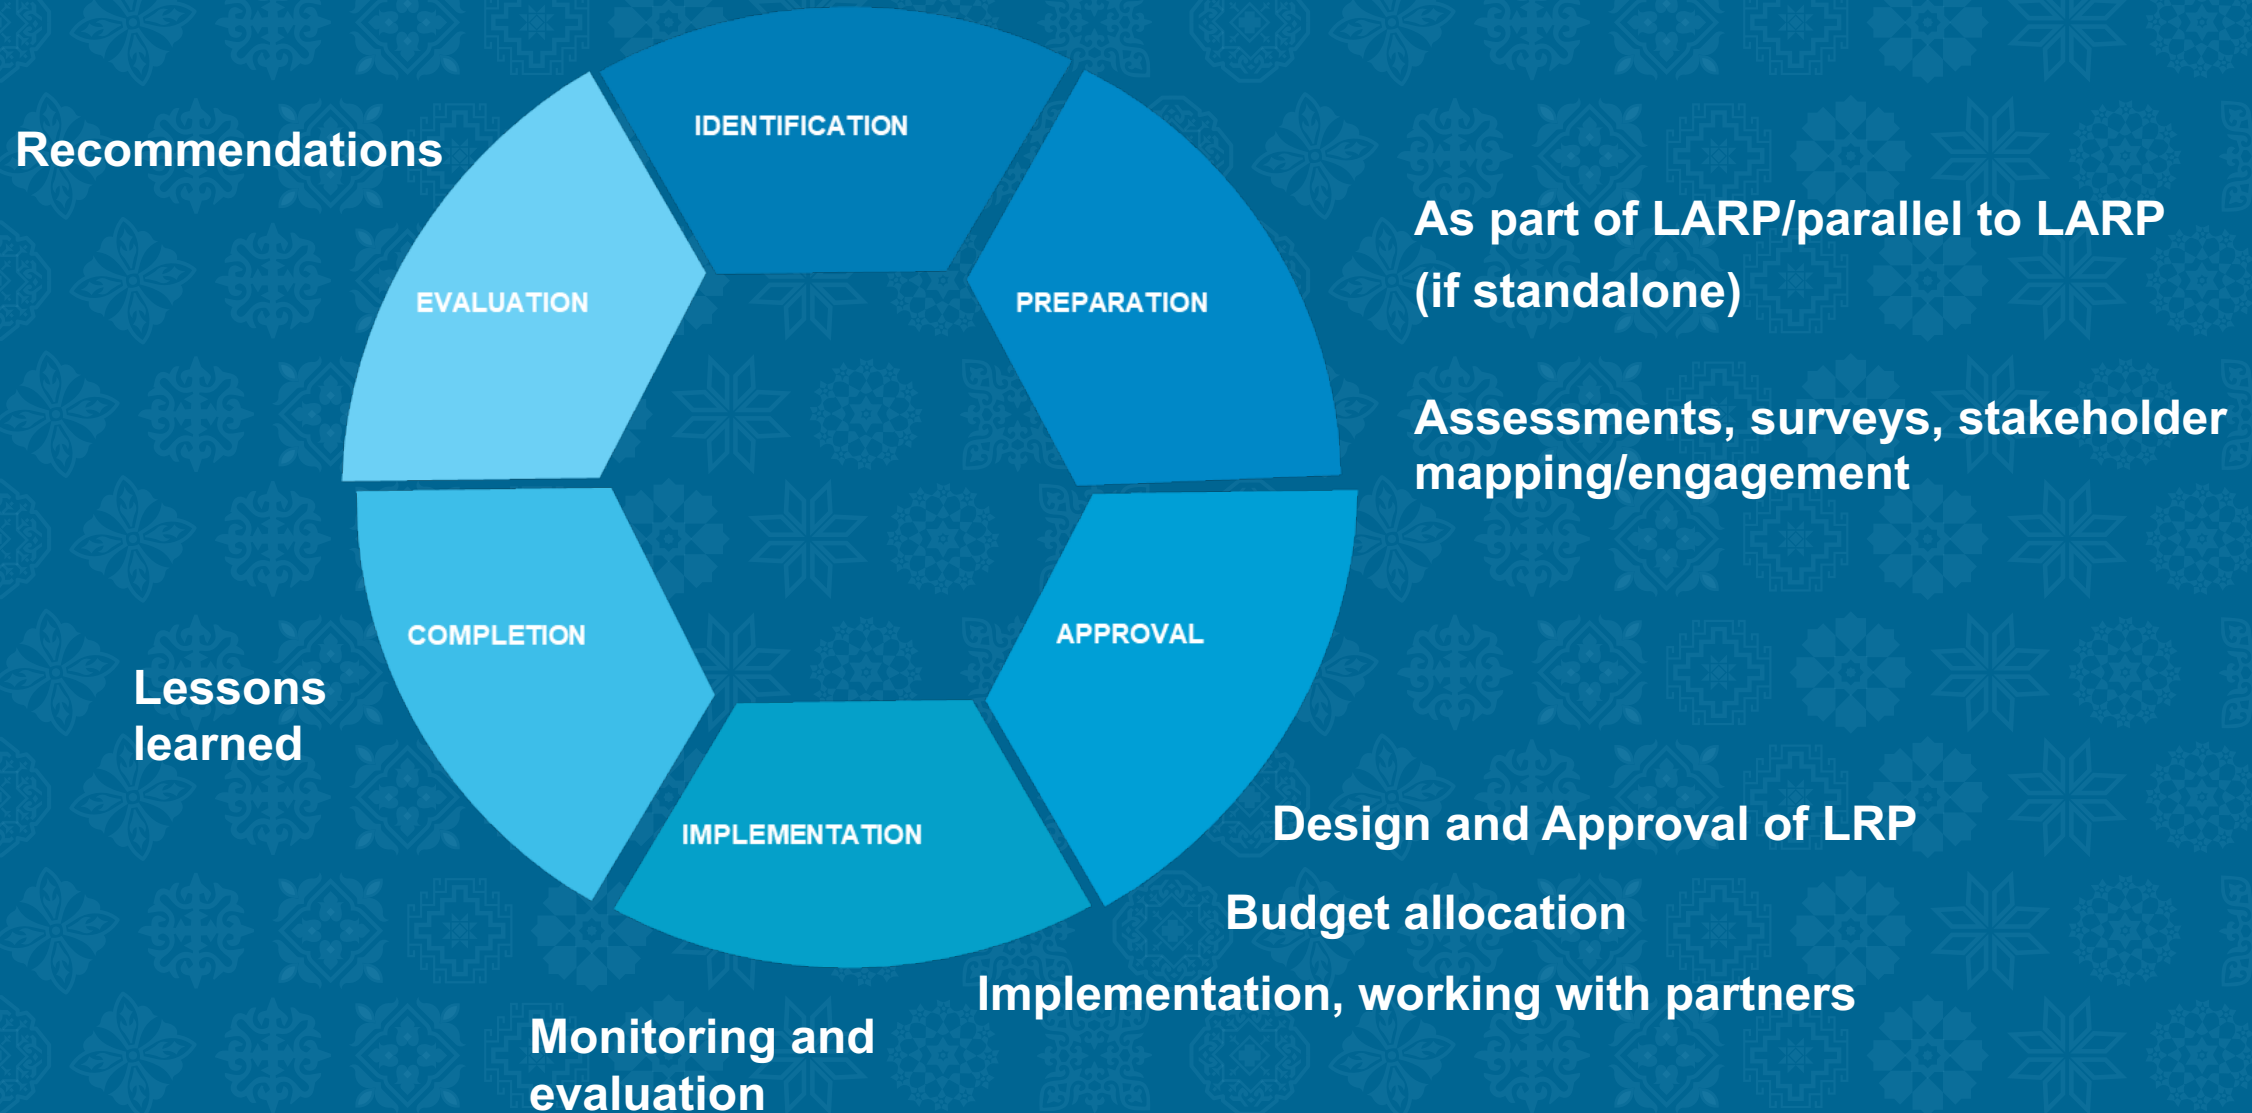 IDENTIFICATION
Recommendations
As part of LARP/parallel to LARP
(if standalone)
EVALUATION
PREPARATION
Assessments, surveys, stakeholder
mapping/engagement
COMPLETION
APPROVAL
Lessons
learned
IMPLEMENTATION
Design and Approval of LRP
Budget allocation
Implementation, working with partners
Monitoring and
evaluation